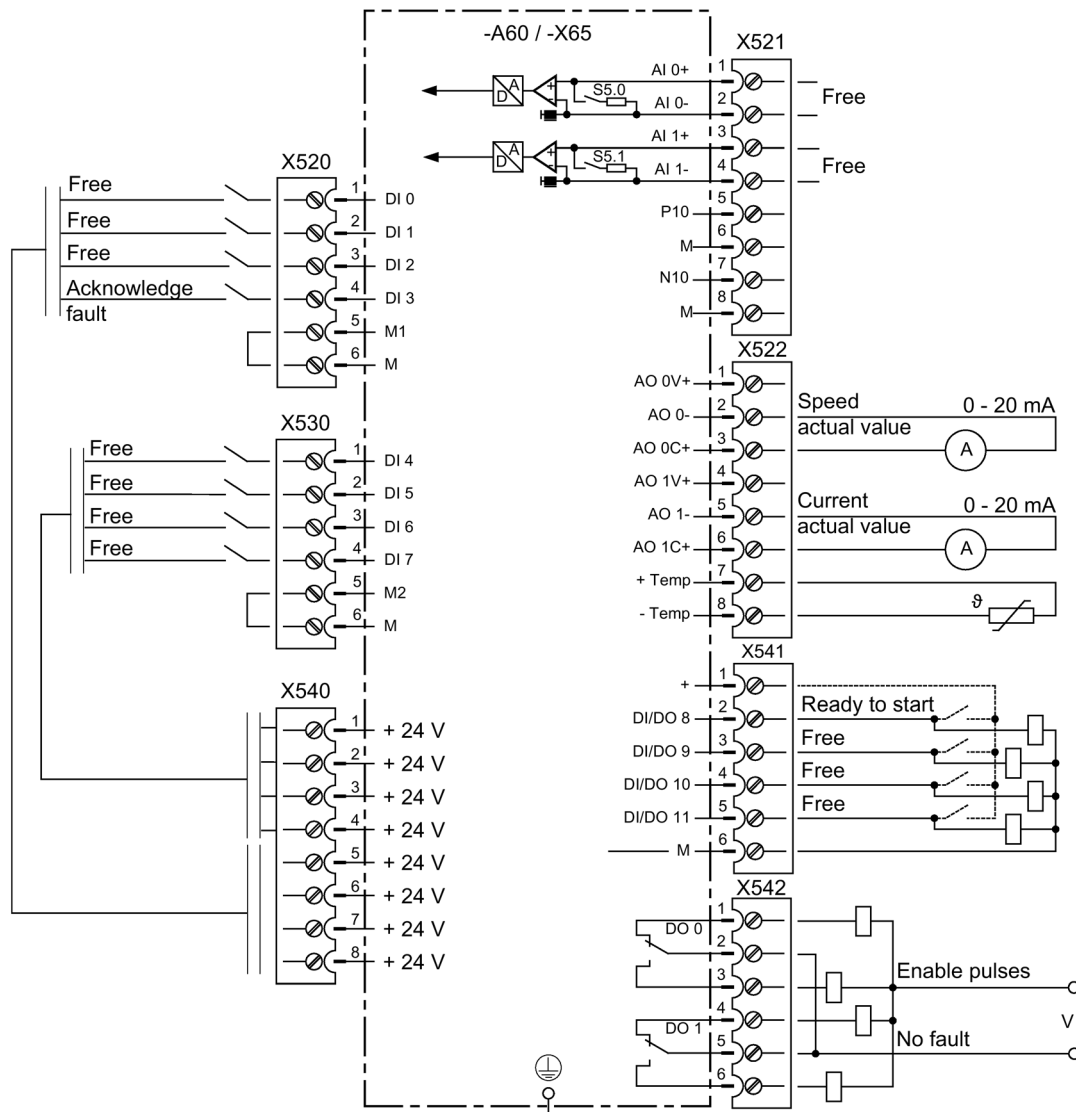 -A60 / -X65
X521
AI 0+
1
S5.0
A
D
+
-
AI 0-
2
Free
AI 1+
3
S5.1
A
D
+
-
AI 1-
4
Free
P10
5
M
6
N10
7
M
8
X520
Free
1
DI 0
Free
2
DI 1
Free
3
DI 2
Acknowledge
fault
4
DI 3
5
M1
6
M
X522
AO 0V+
1
AO 0-
2
Speed
actual value
0 - 20 mA
AO 0C+
3
A
AO 1V+
4
AO 1-
5
Current
actual value
0 - 20 mA
AO 1C+
6
A
+ Temp
7
- Temp
8
ϑ
X530
Free
1
DI 4
Free
2
DI 5
Free
3
DI 6
Free
4
DI 7
5
M2
6
M
X541
+
1
DI/DO 8
2
Ready to start
DI/DO 9
3
Free
DI/DO 10
4
Free
DI/DO 11
5
Free
M
6
X540
1
+ 24 V
2
+ 24 V
3
+ 24 V
4
+ 24 V
5
+ 24 V
6
+ 24 V
7
+ 24 V
8
+ 24 V
X542
DO 0
1
2
3
Enable pulses
DO 1
4
V
5
No fault
6